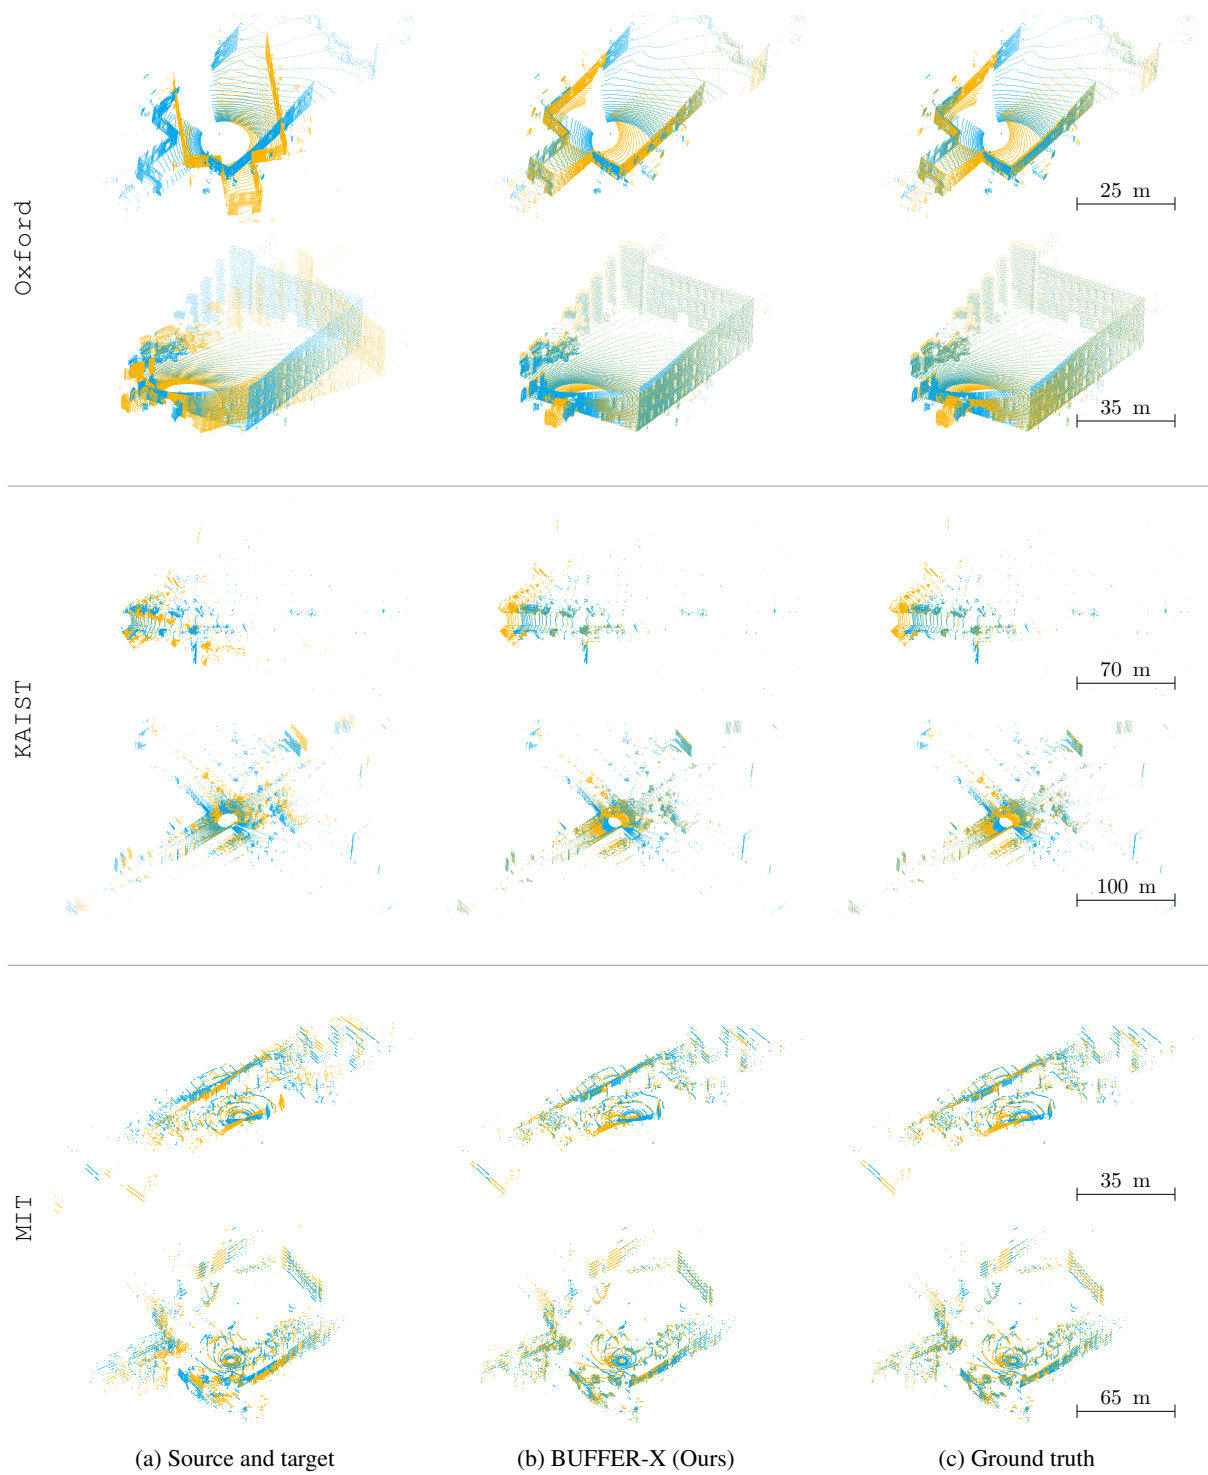 Oxford
25 m
35 m
KAIST
70 m
100 m
MIT
35 m
65 m
(a) Source and target
(b) BUFFER-X (Ours)
(c) Ground truth